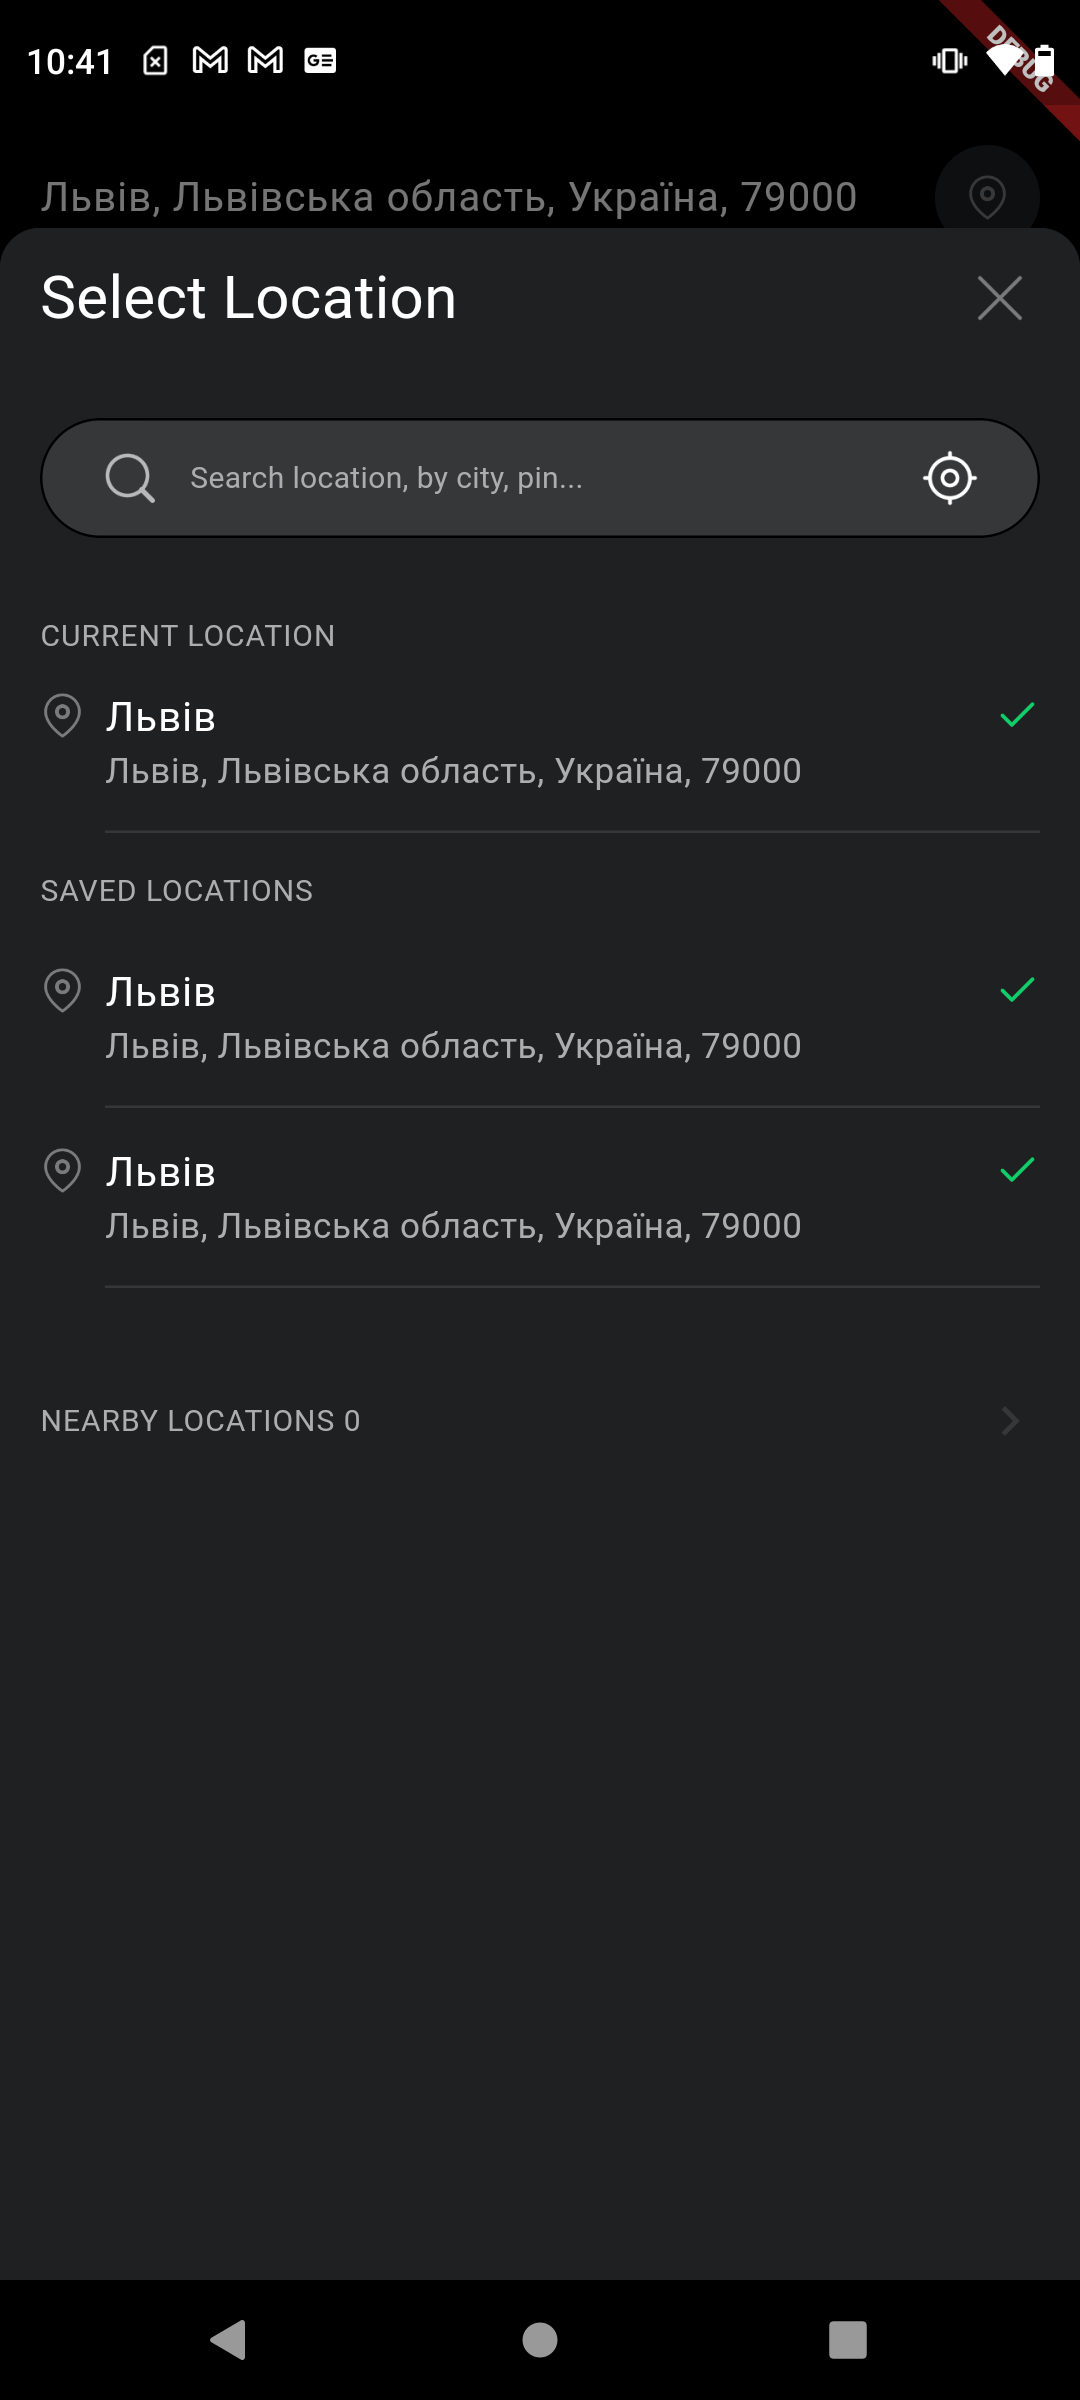 10:41
DEBUG
Львів, Львівська область, Україна, 79000
Select Location
Search location, by city, pin...
CURRENT LOCATION
Львів
Львів, Львівська область, Україна, 79000
SAVED LOCATIONS
Львів
Львів, Львівська область, Україна, 79000
Львів
Львів, Львівська область, Україна, 79000
NEARBY LOCATIONS 0